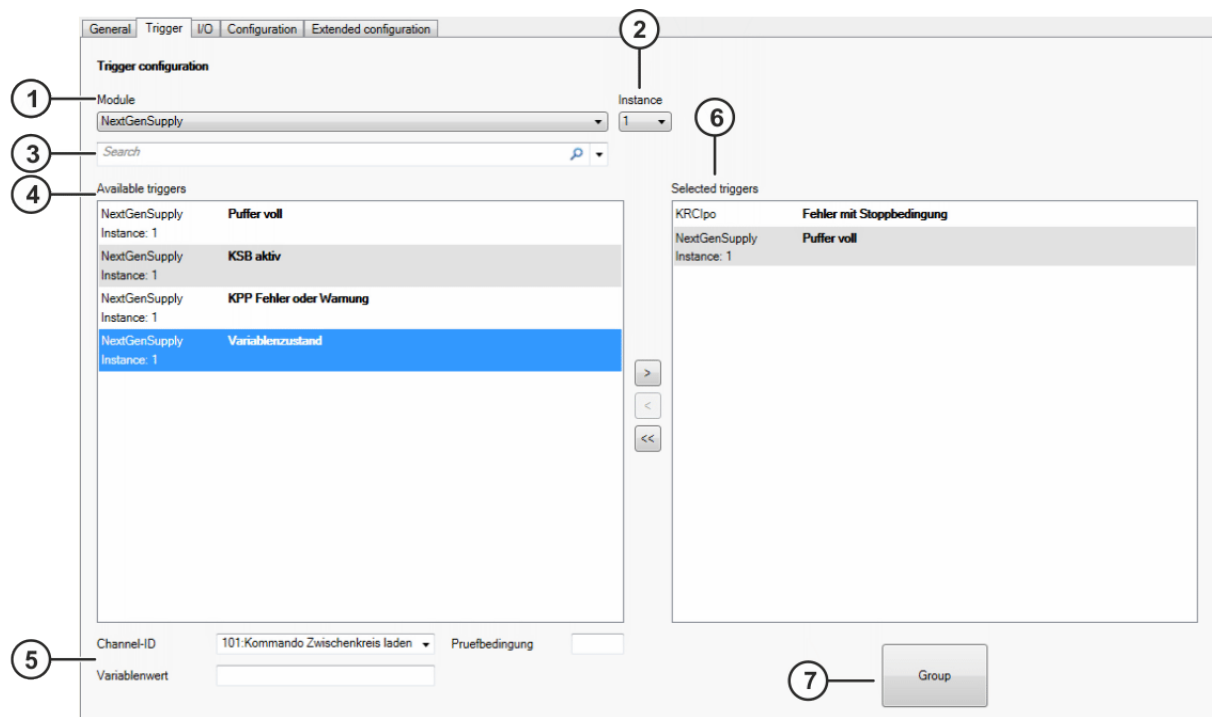 General Trigger I/O Configuration Extended configuration
2
Trigger configuration
1
Module
Instance
6
NextGenSupply
1
3
Search
4
Available triggers
Selected triggers
NextGenSupply Puffer voll
Instance: 1
NextGenSupply KSB aktiv
Instance: 1
NextGenSupply KPP Fehler oder Warnung
Instance: 1
NextGenSupply Variablenzustand
Instance: 1
KRCIpo Fehler mit Stoppbedingung
NextGenSupply Puffer voll
Instance: 1
>
<
<<
Channel-ID 101:Kommando Zwischenkreis laden Pruefbedingung
5
Variablenwert
7
Group